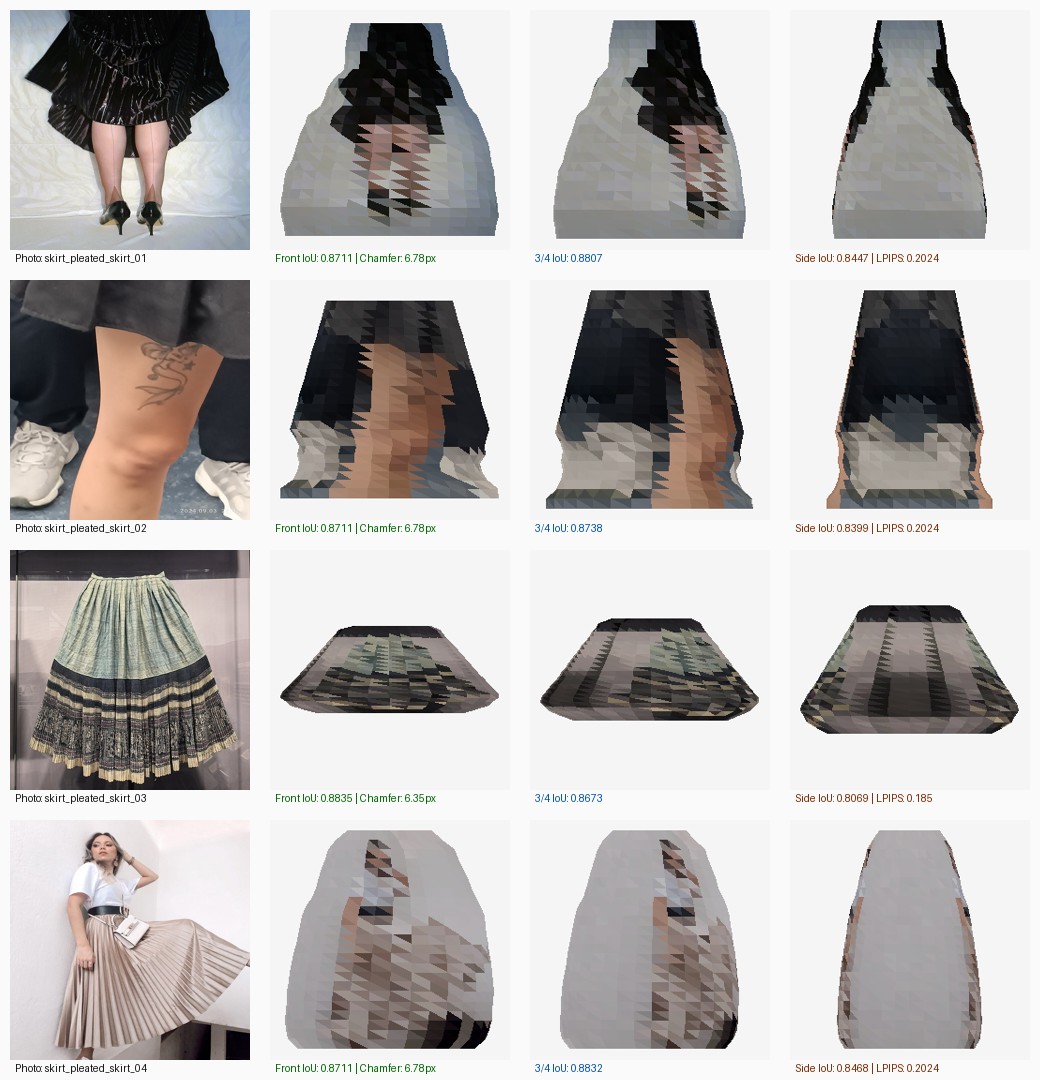 Photo: skirt_pleated_skirt_01
Front IoU: 0.8711 | Chamfer: 6.78px
3/4 IoU: 0.8807
Side IoU: 0.8447 | LPIPS: 0.2024
2024.09.03
Photo: skirt_pleated_skirt_02
Front IoU: 0.8711 | Chamfer: 6.78px
3/4 IoU: 0.8738
Side IoU: 0.8399 | LPIPS: 0.2024
Photo: skirt_pleated_skirt_03
Front IoU: 0.8835 | Chamfer: 6.35px
3/4 IoU: 0.8673
Side IoU: 0.8069 | LPIPS: 0.185
Photo: skirt_pleated_skirt_04
Front IoU: 0.8711 | Chamfer: 6.78px
3/4 IoU: 0.8832
Side IoU: 0.8468 | LPIPS: 0.2024